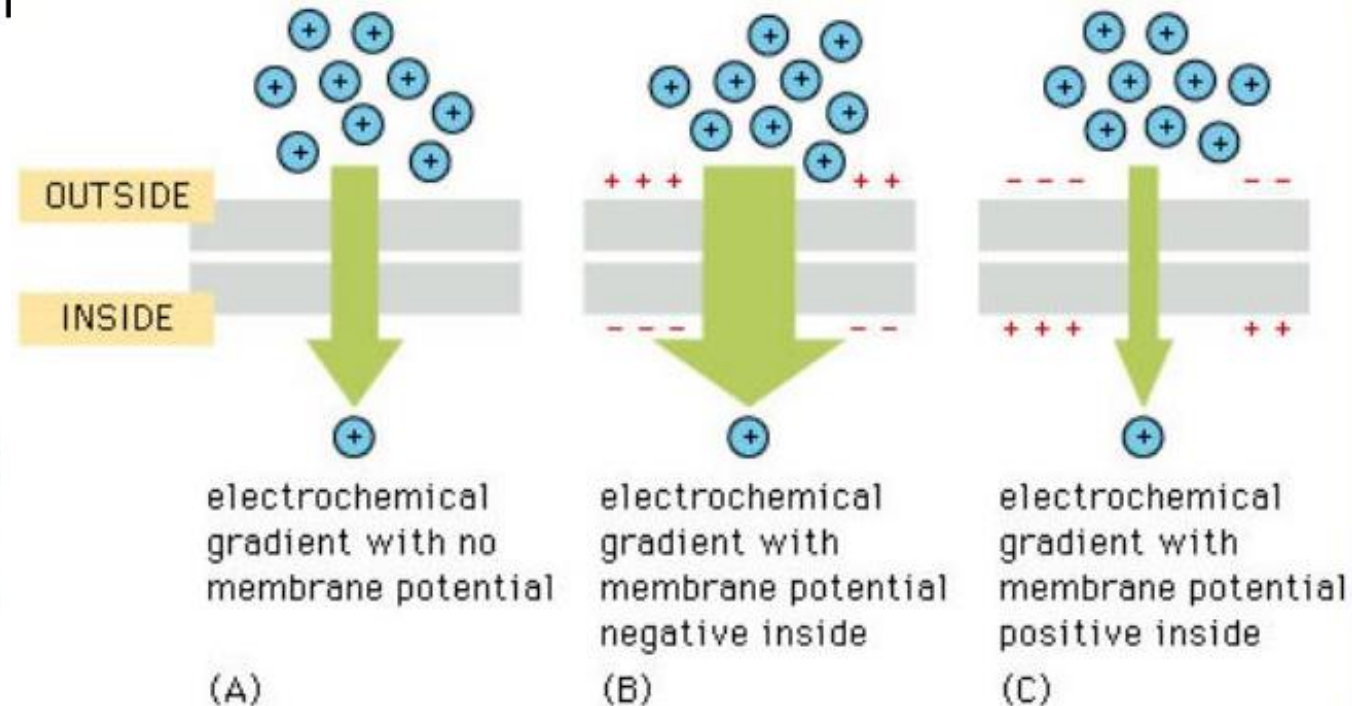 OUTSIDE
+ + + + +
- - - - -
INSIDE
- - - - -
+ + + + +
electrochemical
gradient with no
membrane potential
(A)
electrochemical
gradient with
membrane potential
negative inside
(B)
electrochemical
gradient with
membrane potential
positive inside
(C)